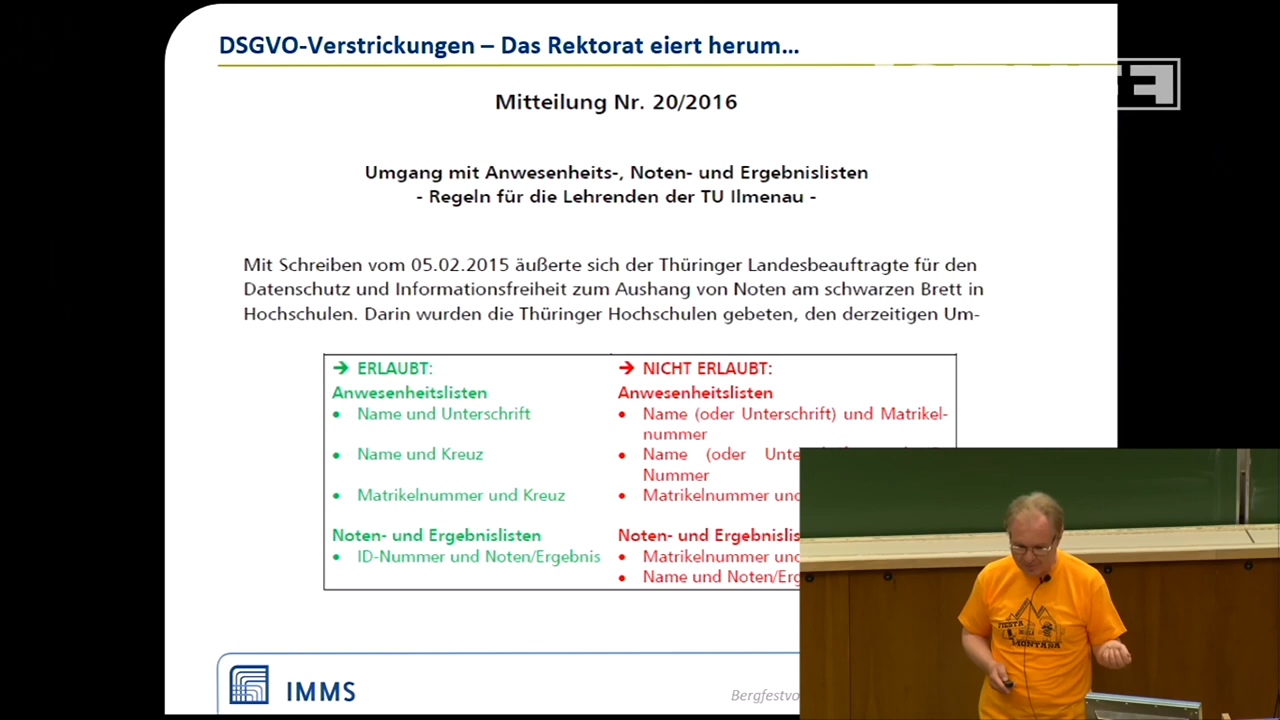 DSGVO-Verstrickungen – Das Rektorat eiert herum…
Mitteilung Nr. 20/2016
Umgang mit Anwesenheits-, Noten- und Ergebnislisten
- Regeln für die Lehrenden der TU Ilmenau -
Mit Schreiben vom 05.02.2015 äußerte sich der Thüringer Landesbeauftragte für den
Datenschutz und Informationsfreiheit zum Aushang von Noten am schwarzen Brett in
Hochschulen. Darin wurden die Thüringer Hochschulen gebeten, den derzeitigen Um-
→ ERLAUBT:
Anwesenheitslisten
• Name und Unterschrift
• Name und Kreuz
• Matrikelnummer und Kreuz
Noten- und Ergebnislisten
• ID-Nummer und Noten/Ergebnis
→ NICHT ERLAUBT:
Anwesenheitslisten
• Name (oder Unterschrift) und Matrikel-
nummer
• Name (oder
Nummer
• Matrikelnummer
Noten- und
• Matrikelnummer
• Name und
IMMS
FIESTA
DE LA
MONTAÑA